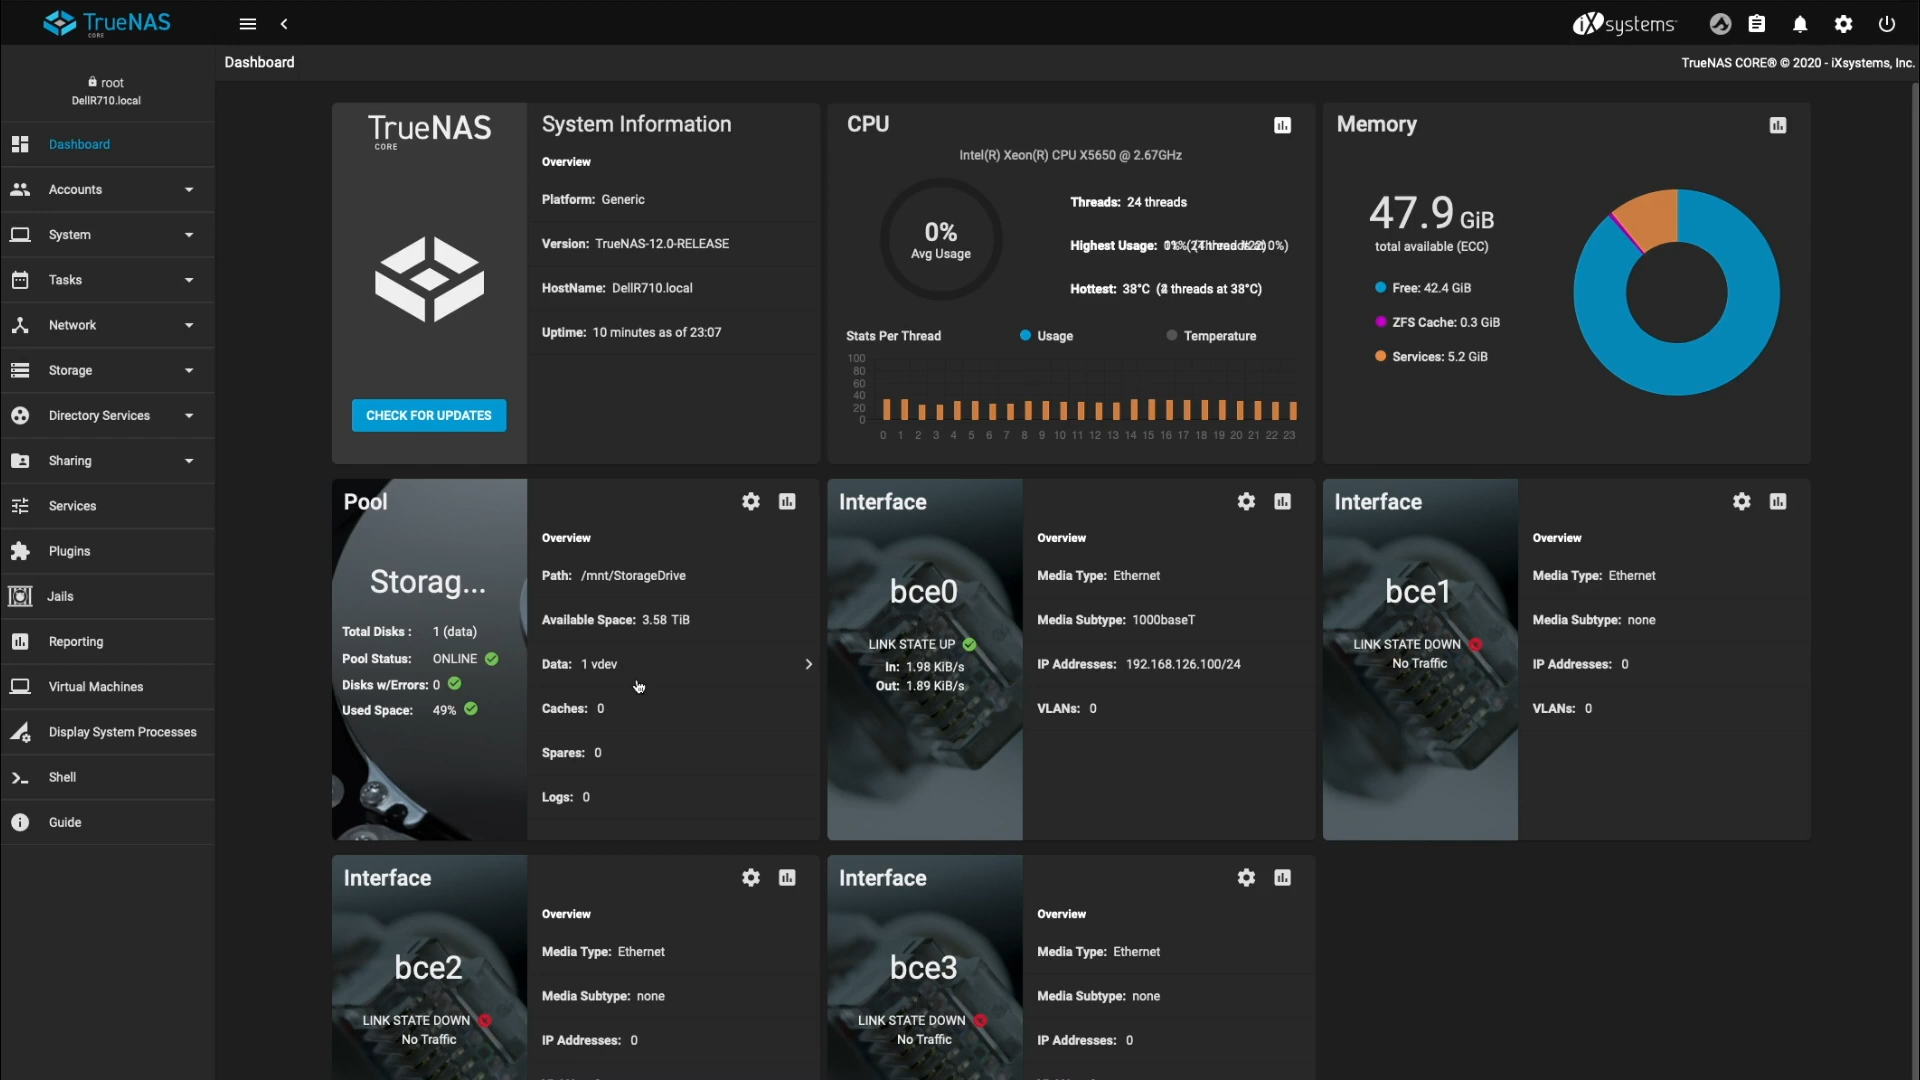 TrueNAS
CORE
iXsystems
Dashboard
TrueNAS CORE® © 2020 - iXsystems, Inc.
root
DellR710.local
Dashboard
Accounts
System
Tasks
Network
Storage
Directory Services
Sharing
Services
Plugins
Jails
Reporting
Virtual Machines
Display System Processes
Shell
Guide
TrueNAS
CORE
CHECK FOR UPDATES
System Information
Overview
Platform: Generic
Version: TrueNAS-12.0-RELEASE
HostName: DellR710.local
Uptime: 10 minutes as of 23:07
CPU
Intel(R) Xeon(R) CPU X5650 @ 2.67GHz
0%
Avg Usage
Threads: 24 threads
Highest Usage:
Hottest: 38°C threads at 38°C)
Stats Per Thread
Usage
Temperature
100
80
60
40
20
0
0 1 2 3 4 5 6 7 8 9 10 11 12 13 14 15 16 17 18 19 20 21 22 23
Memory
47.9 GiB
total available (ECC)
Free: 42.4 GiB
ZFS Cache: 0.3 GiB
Services: 5.2 GiB
Pool
Storag...
Total Disks: 1 (data)
Pool Status: ONLINE
Disks w/Errors: 0
Used Space: 49%
Overview
Path: /mnt/StorageDrive
Available Space: 3.58 TiB
Data: 1 vdev
Caches: 0
Spares: 0
Logs: 0
Interface
bce0
LINK STATE UP
In: 1.98 KiB/s
Out: 1.89 KiB/s
Overview
Media Type: Ethernet
Media Subtype: 1000baseT
IP Addresses: 192.168.126.100/24
VLANs: 0
Interface
bce1
LINK STATE DOWN
No Traffic
Overview
Media Type: Ethernet
Media Subtype: none
IP Addresses: 0
VLANs: 0
Interface
bce2
LINK STATE DOWN
No Traffic
Overview
Media Type: Ethernet
Media Subtype: none
IP Addresses: 0
Interface
bce3
LINK STATE DOWN
No Traffic
Overview
Media Type: Ethernet
Media Subtype: none
IP Addresses: 0